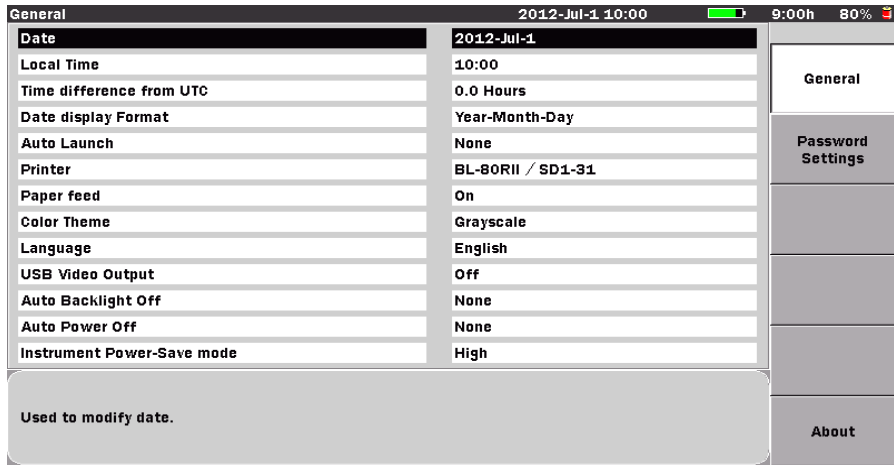 General 2012-Jul-1 10:00 9:00h 80%
Date 2012-Jul-1
Local Time 10:00
Time difference from UTC 0.0 Hours
Date display Format Year-Month-Day
Auto Launch None
Printer BL-80RII / SD1-31
Paper feed On
Color Theme Grayscale
Language English
USB Video Output Off
Auto Backlight Off None
Auto Power Off None
Instrument Power-Save mode High
Used to modify date.
General
Password
Settings
About